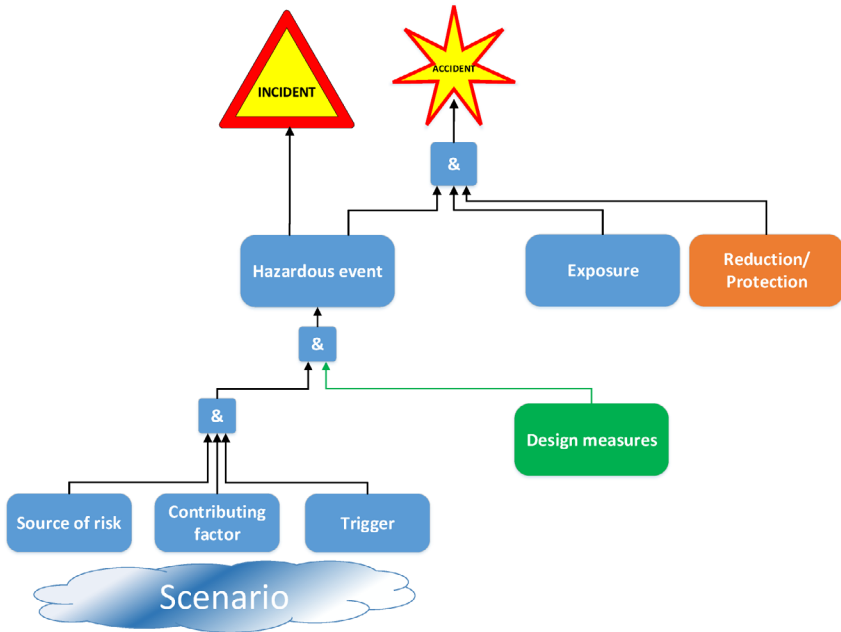 INCIDENT
ACCIDENT
&
Hazardous event
Exposure
Reduction/
Protection
&
&
Design measures
Source of risk
Contributing
factor
Trigger
Scenario